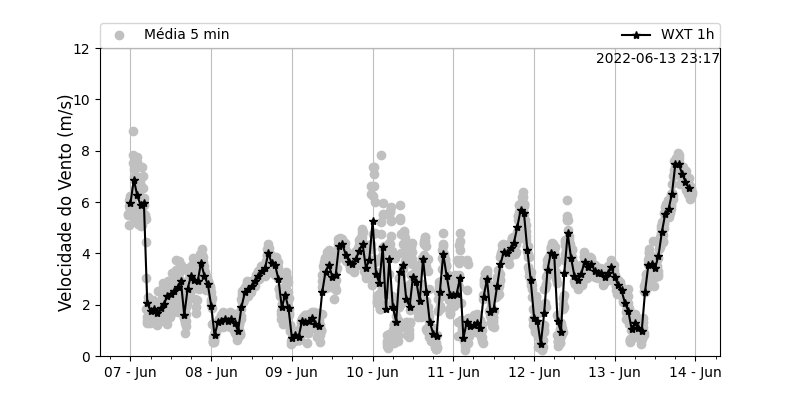 Média 5 min
WXT 1h
2022-06-13 23:17
Velocidade do Vento (m/s)
12
10
8
6
4
2
0
07 - Jun
08 - Jun
09 - Jun
10 - Jun
11 - Jun
12 - Jun
13 - Jun
14 - Jun